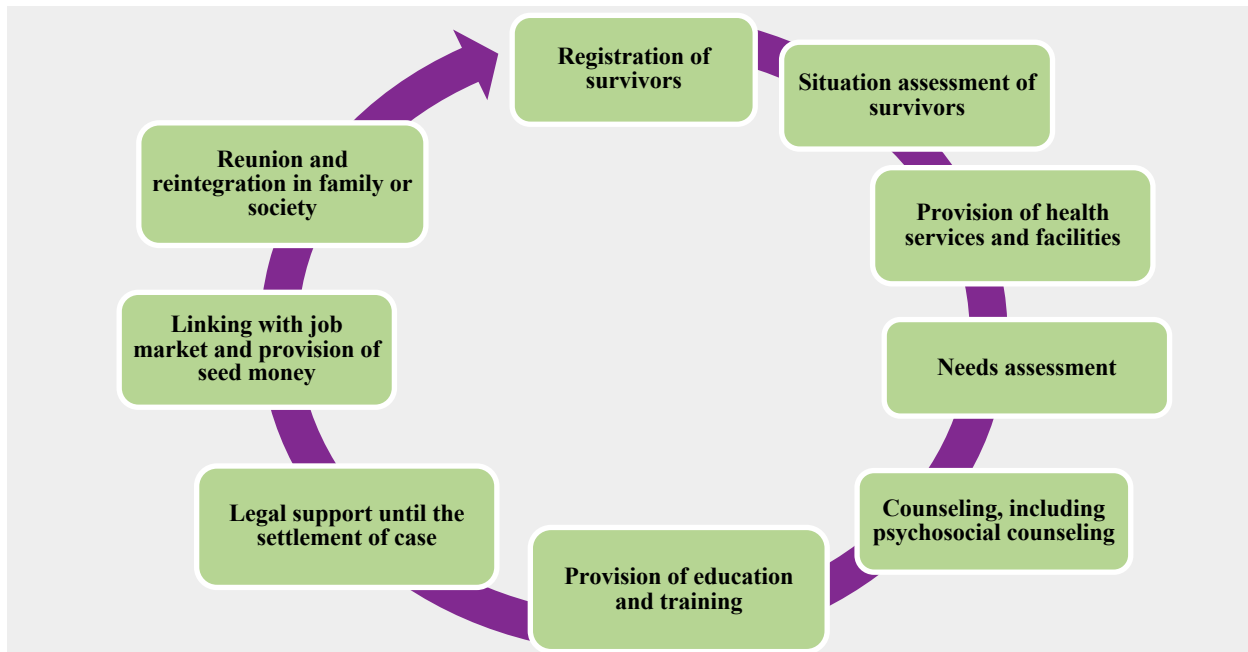 Registration of
survivors
Situation assessment of
survivors
Provision of health
services and facilities
Needs assessment
Counseling, including
psychosocial counseling
Provision of education
and training
Legal support until the
settlement of case
Linking with job
market and provision of
seed money
Reunion and
reintegration in family or
society